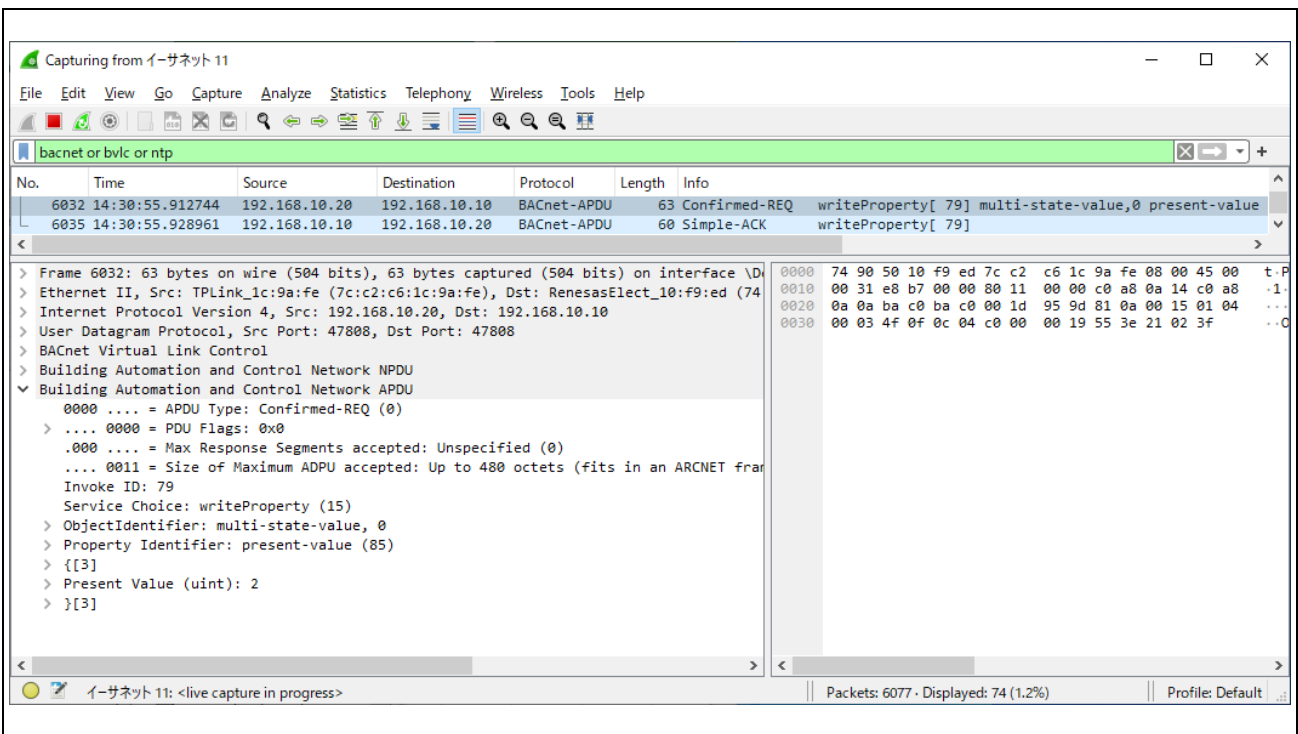 Capturing from イーサネット 11
File Edit View Go Capture Analyze Statistics Telephony Wireless Tools Help
bacnet or bvlc or ntp
No. Time Source Destination Protocol Length Info
6032 14:30:55.912744 192.168.10.20 192.168.10.10 BACnet-APDU 63 Confirmed-REQ writeProperty[ 79] multi-state-value,0 present-value
6035 14:30:55.928961 192.168.10.10 192.168.10.20 BACnet-APDU 60 Simple-ACK writeProperty[ 79]
> Frame 6032: 63 bytes on wire (504 bits), 63 bytes captured (504 bits) on interface \D
> Ethernet II, Src: TPLink_1c:9a:fe (7c:c2:c6:1c:9a:fe), Dst: RenesasElect_10:f9:ed (74
> Internet Protocol Version 4, Src: 192.168.10.20, Dst: 192.168.10.10
> User Datagram Protocol, Src Port: 47808, Dst Port: 47808
> BACnet Virtual Link Control
> Building Automation and Control Network NPDU
Building Automation and Control Network APDU
0000 .... = APDU Type: Confirmed-REQ (0)
> .... 0000 = PDU Flags: 0x0
.000 .... = Max Response Segments accepted: Unspecified (0)
.... 0011 = Size of Maximum ADPU accepted: Up to 480 octets (fits in an ARCNET fram
Invoke ID: 79
Service Choice: writeProperty (15)
> ObjectIdentifier: multi-state-value, 0
> Property Identifier: present-value (85)
> {[3]
> Present Value (uint): 2
> }[3]
0000 74 90 50 10 f9 ed 7c c2 c6 1c 9a fe 08 00 45 00 t·P
0010 00 31 e8 b7 00 00 80 11 00 00 c0 a8 0a 14 c0 a8 ·1·
0020 0a 0a ba c0 ba c0 00 1d 95 9d 81 0a 00 15 01 04 ···
0030 00 03 4f 0f 0c 04 c0 00 00 19 55 3e 21 02 3f ··O
イーサネット 11: <live capture in progress>
Packets: 6077 · Displayed: 74 (1.2%)
Profile: Default